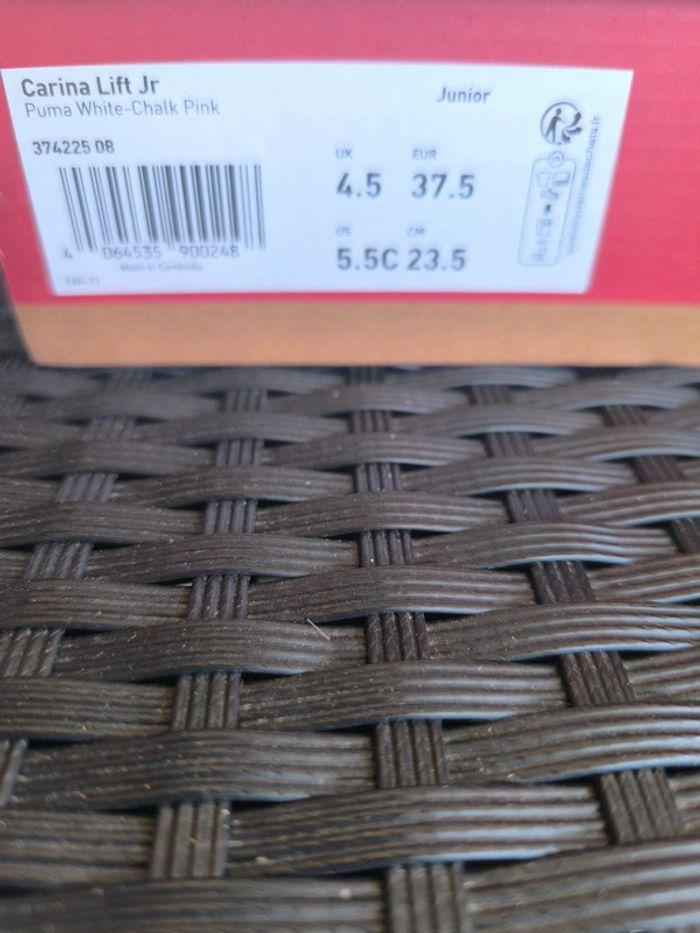 Carina Lift Jr
Puma White-Chalk Pink
Junior
374225 08
UK EUR
4.5 37.5
US CM
5.5C 23.5
4 064535 900248
Made in Cambodia